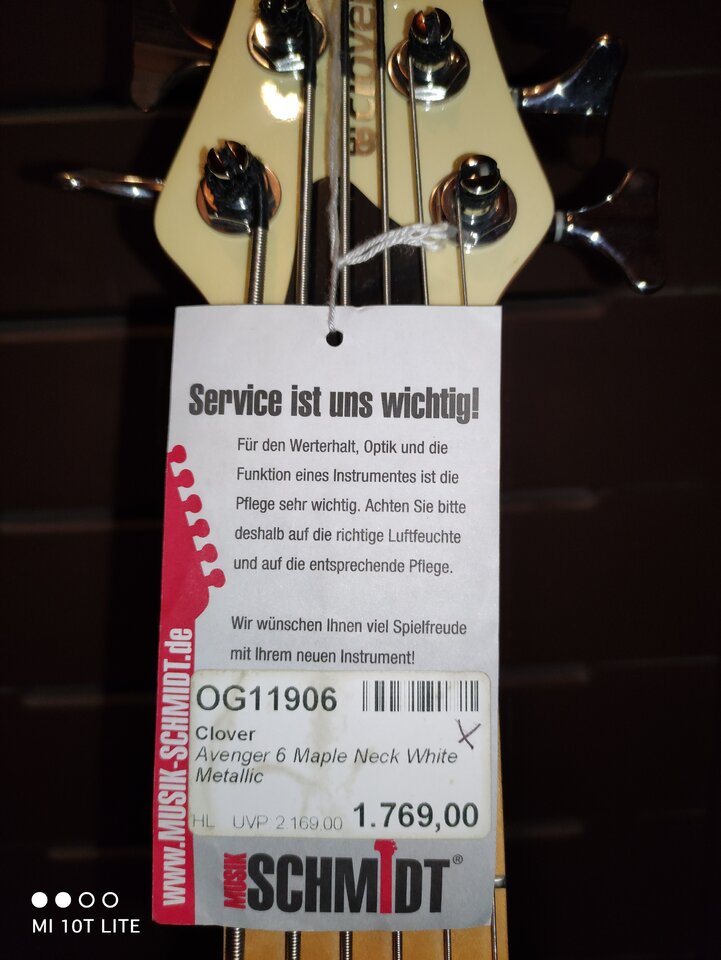 clover
Service ist uns wichtig!
Für den Werterhalt, Optik und die
Funktion eines Instrumentes ist die
Pflege sehr wichtig. Achten Sie bitte
deshalb auf die richtige Luftfeuchte
und auf die entsprechende Pflege.
Wir wünschen Ihnen viel Spielfreude
mit Ihrem neuen Instrument!
www.MUSIK-SCHMIDT.de
OG11906
Clover
X
Avenger 6 Maple Neck White
Metallic
HL UVP 2.169.00 1.769,00
MUSIK SCHMIDT®
MI 10T LITE